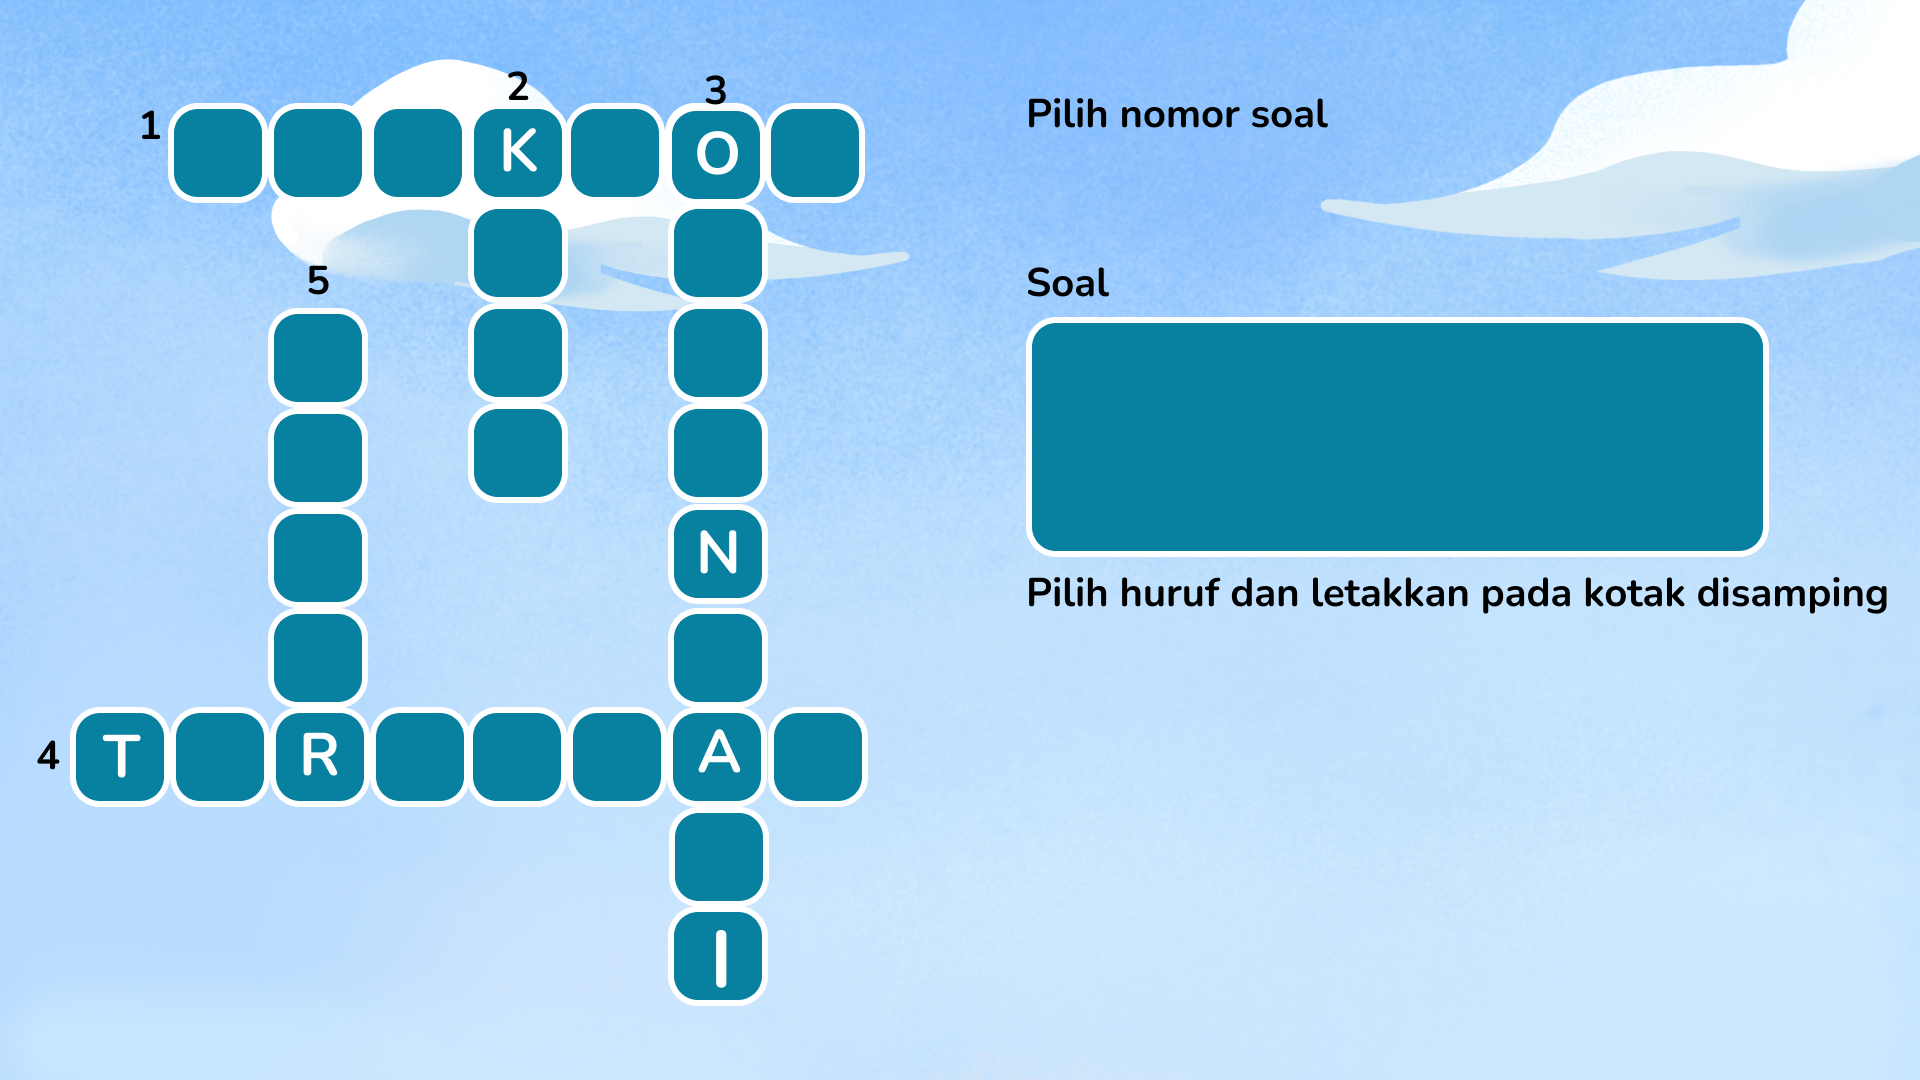 2
3
1
K
O
Pilih nomor soal
5
Soal
N
Pilih huruf dan letakkan pada kotak disamping
4
T
R
A
I